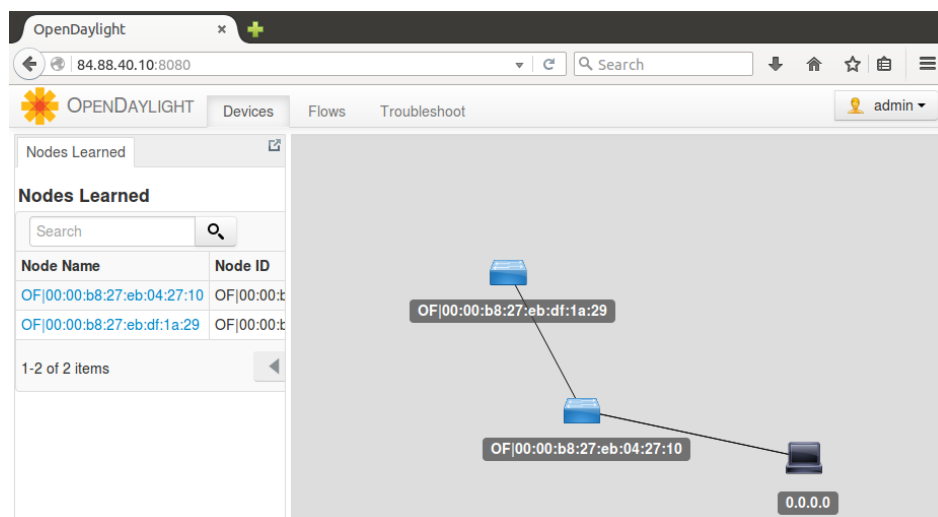 OpenDaylight
84.88.40.10:8080
Search
OPENDAYLIGHT
Devices
Flows
Troubleshoot
admin
Nodes Learned
Nodes Learned
Search
Node Name Node ID
OF|00:00:b8:27:eb:04:27:10 OF|00:00:b
OF|00:00:b8:27:eb:df:1a:29 OF|00:00:b
1-2 of 2 items
OF|00:00:b8:27:eb:df:1a:29
OF|00:00:b8:27:eb:04:27:10
0.0.0.0